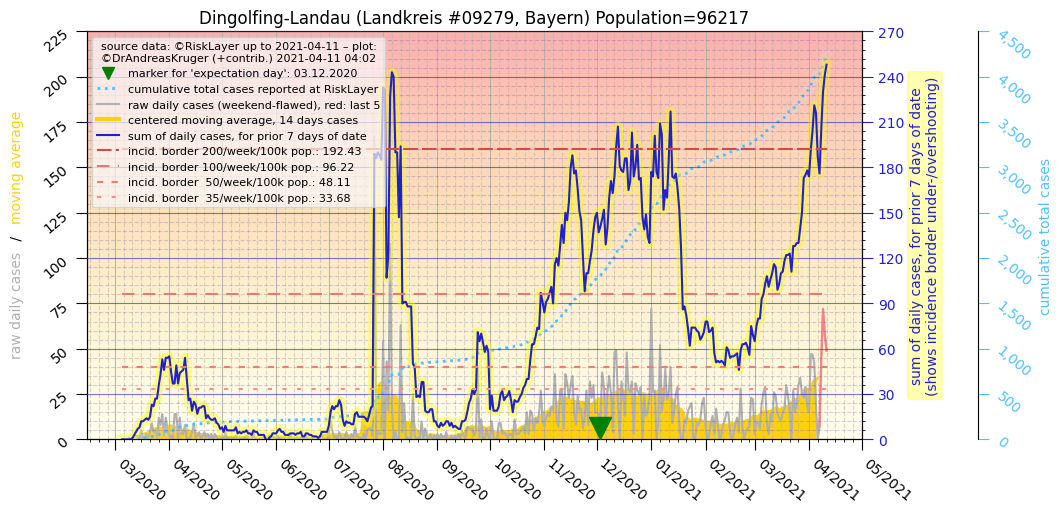 Dingolfing-Landau (Landkreis #09279, Bayern) Population=96217
source data: ©RiskLayer up to 2021-04-11 – plot:
©DrAndreasKruger (+contrib.) 2021-04-11 04:02
marker for 'expectation day': 03.12.2020
cumulative total cases reported at RiskLayer
raw daily cases (weekend-flawed), red: last 5
centered moving average, 14 days cases
sum of daily cases, for prior 7 days of date
incid. border 200/week/100k pop.: 192.43
incid. border 100/week/100k pop.: 96.22
incid. border  50/week/100k pop.: 48.11
incid. border  35/week/100k pop.: 33.68
raw daily cases / moving average
225
200
175
150
125
100
75
50
25
0
270
240
210
180
150
120
90
60
30
0
sum of daily cases, for prior 7 days of date
(shows incidence border under-/overshooting)
4,500
4,000
3,500
3,000
2,500
2,000
1,500
1,000
500
0
cumulative total cases
03/2020
04/2020
05/2020
06/2020
07/2020
08/2020
09/2020
10/2020
11/2020
12/2020
01/2021
02/2021
03/2021
04/2021
05/2021